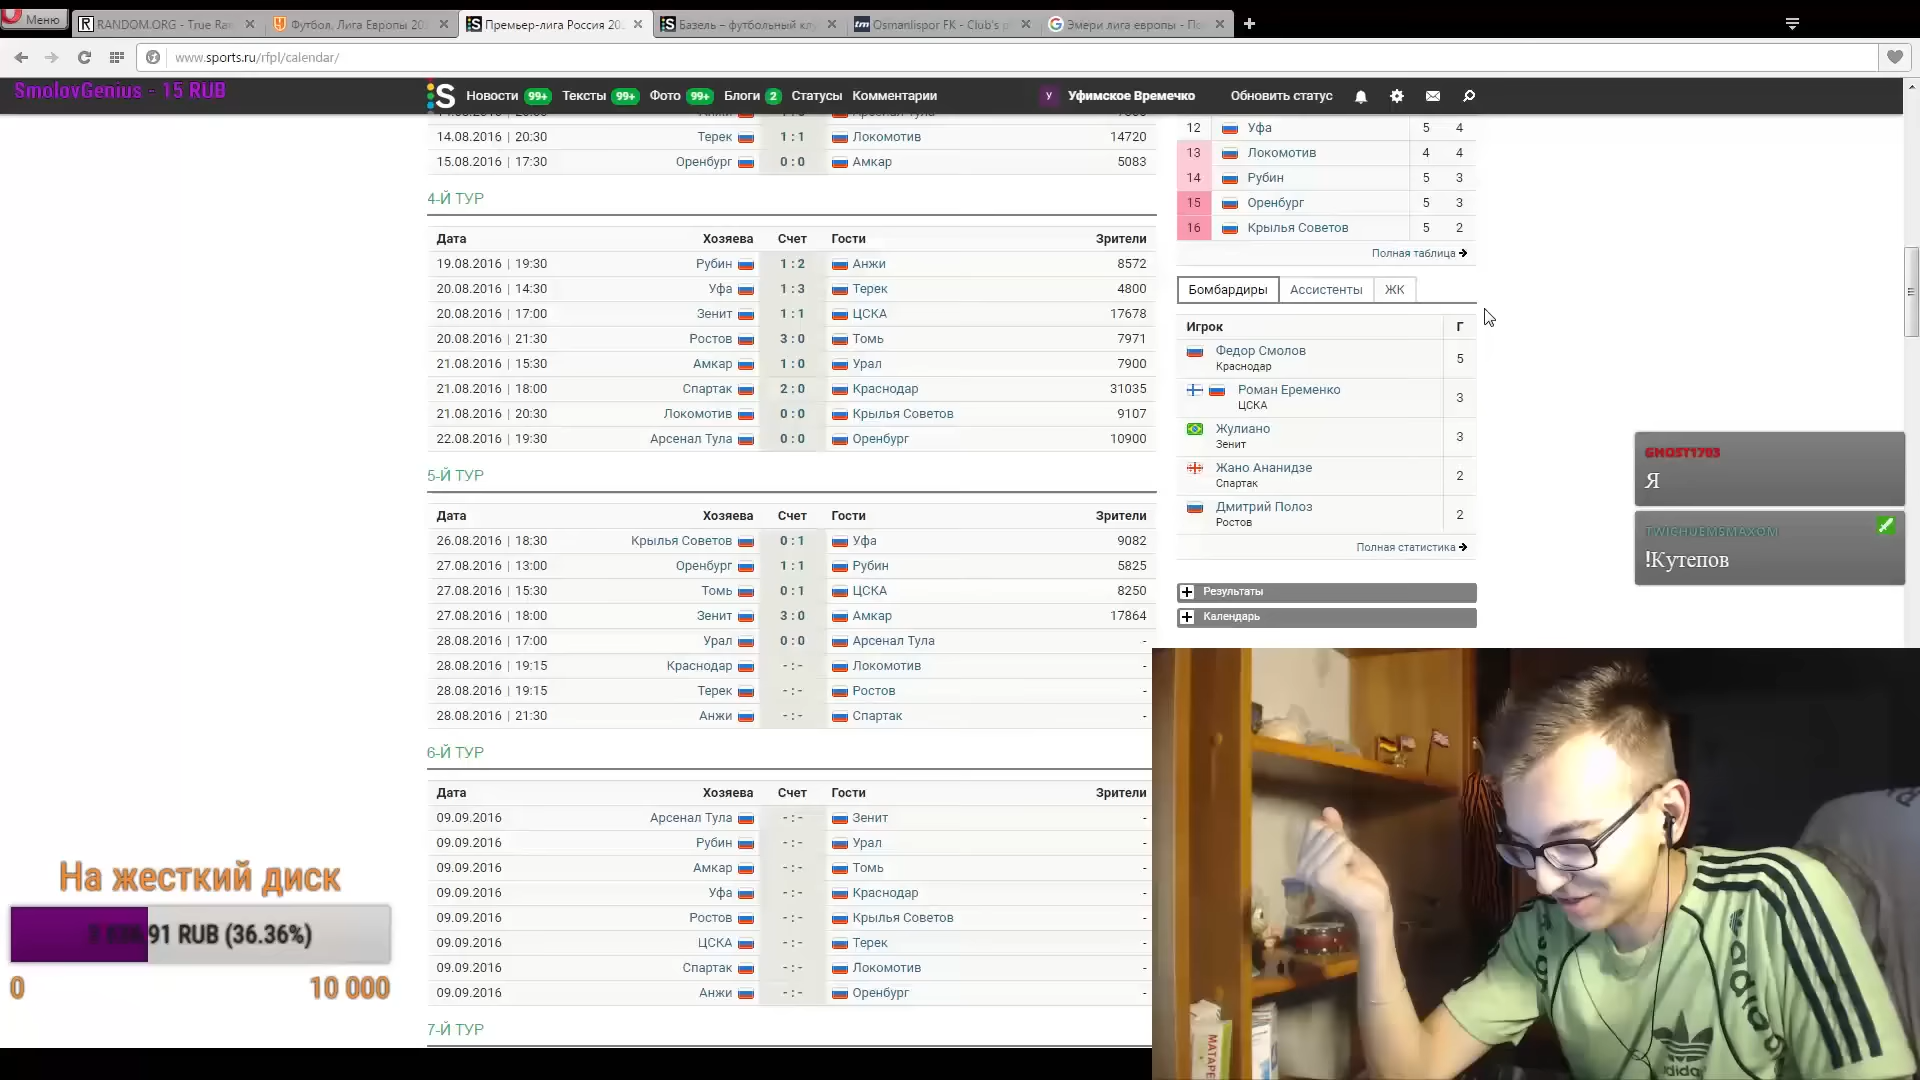 Меню
RANDOM.ORG - True Ran
Футбол, Лига Европы 20
Премьер-лига Россия 20
Базель – футбольный кл
Osmanlispor FK - Club's p
Эмери лига европы - По
www.sports.ru/rfpl/calendar/
SmolovGenius - 15 RUB
S Новости 99+ Тексты 99+ Фото 99+ Блоги 2 Статусы Комментарии У Уфимское Времечко Обновить статус
14.08.2016 | 20:30 Терек 1 : 1 Локомотив 14720
15.08.2016 | 17:30 Оренбург 0 : 0 Амкар 5083
4-Й ТУР
Дата Хозяева Счет Гости Зрители
19.08.2016 | 19:30 Рубин 1 : 2 Анжи 8572
20.08.2016 | 14:30 Уфа 1 : 3 Терек 4800
20.08.2016 | 17:00 Зенит 1 : 1 ЦСКА 17678
20.08.2016 | 21:30 Ростов 3 : 0 Томь 7971
21.08.2016 | 15:30 Амкар 1 : 0 Урал 7900
21.08.2016 | 18:00 Спартак 2 : 0 Краснодар 31035
21.08.2016 | 20:30 Локомотив 0 : 0 Крылья Советов 9107
22.08.2016 | 19:30 Арсенал Тула 0 : 0 Оренбург 10900
5-Й ТУР
Дата Хозяева Счет Гости Зрители
26.08.2016 | 18:30 Крылья Советов 0 : 1 Уфа 9082
27.08.2016 | 13:00 Оренбург 1 : 1 Рубин 5825
27.08.2016 | 15:30 Томь 0 : 1 ЦСКА 8250
27.08.2016 | 18:00 Зенит 3 : 0 Амкар 17864
28.08.2016 | 17:00 Урал 0 : 0 Арсенал Тула -
28.08.2016 | 19:15 Краснодар - : - Локомотив -
28.08.2016 | 19:15 Терек - : - Ростов -
28.08.2016 | 21:30 Анжи - : - Спартак -
6-Й ТУР
Дата Хозяева Счет Гости Зрители
09.09.2016 Арсенал Тула - : - Зенит -
09.09.2016 Рубин - : - Урал -
09.09.2016 Амкар - : - Томь -
09.09.2016 Уфа - : - Краснодар -
09.09.2016 Ростов - : - Крылья Советов -
09.09.2016 ЦСКА - : - Терек -
09.09.2016 Спартак - : - Локомотив -
09.09.2016 Анжи - : - Оренбург -
7-Й ТУР
12 Уфа 5 4
13 Локомотив 4 4
14 Рубин 5 3
15 Оренбург 5 3
16 Крылья Советов 5 2
Полная таблица
Бомбардиры Ассистенты ЖК
Игрок Г
Федор Смолов 5
Краснодар
Роман Еременко 3
ЦСКА
Жулиано 3
Зенит
Жано Ананидзе 2
Спартак
Дмитрий Полоз 2
Ростов
Полная статистика
Результаты
Календарь
GHOST1703
Я
TWICHUEMSMAXOM
!Кутепов
На жесткий диск
91 RUB (36.36%)
0 10 000
МАТАРЕ
adidas
adidas